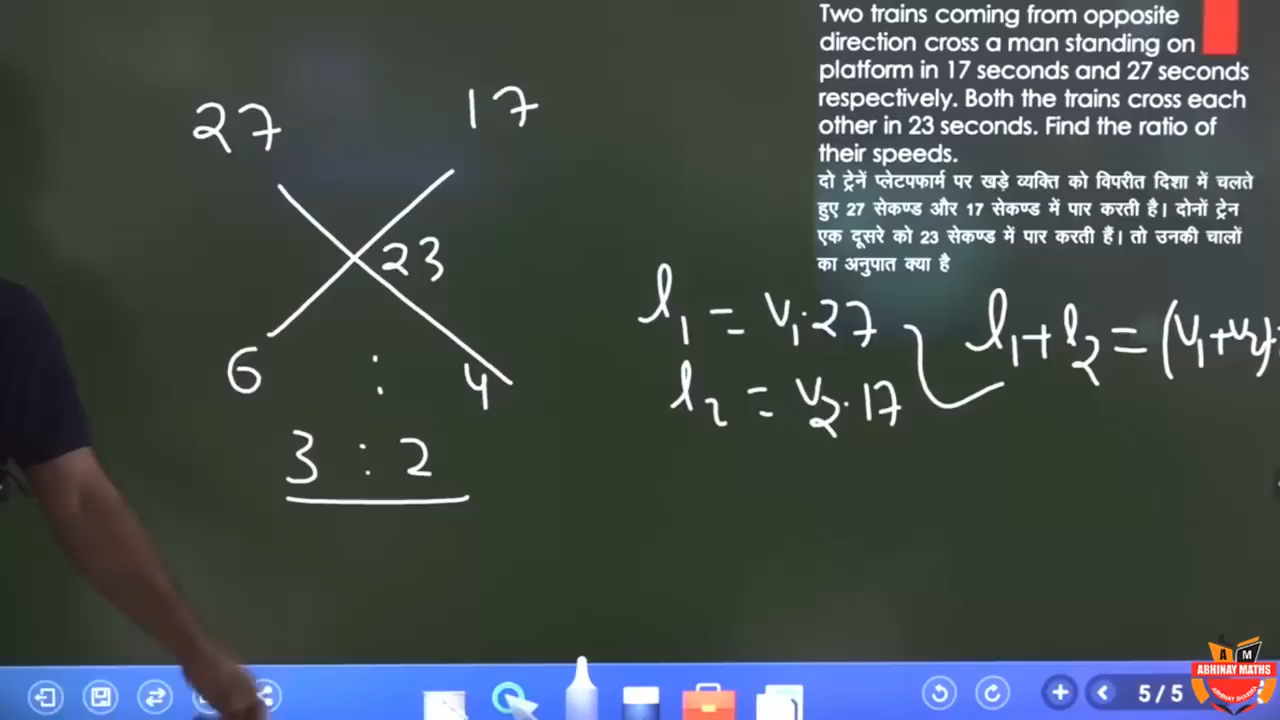 Two trains coming from opposite
direction cross a man standing on
platform in 17 seconds and 27 seconds
respectively. Both the trains cross each
other in 23 seconds. Find the ratio of
their speeds.
दो ट्रेनें प्लेटपफार्म पर खड़े व्यक्ति को विपरीत दिशा में चलते
हुए 27 सेकण्ड और 17 सेकण्ड में पार करती है। दोनों ट्रेन
एक दूसरे को 23 सेकण्ड में पार करती हैं। तो उनकी चालों
का अनुपात क्या है
27 17
23
6 : 4
3 : 2
l₁ = v₁·27
l₂ = v₂·17
l₁+l₂ = (v₁+v₂)
5 / 5
A M
ABHINAY MATHS
ABHINAY SHARMA